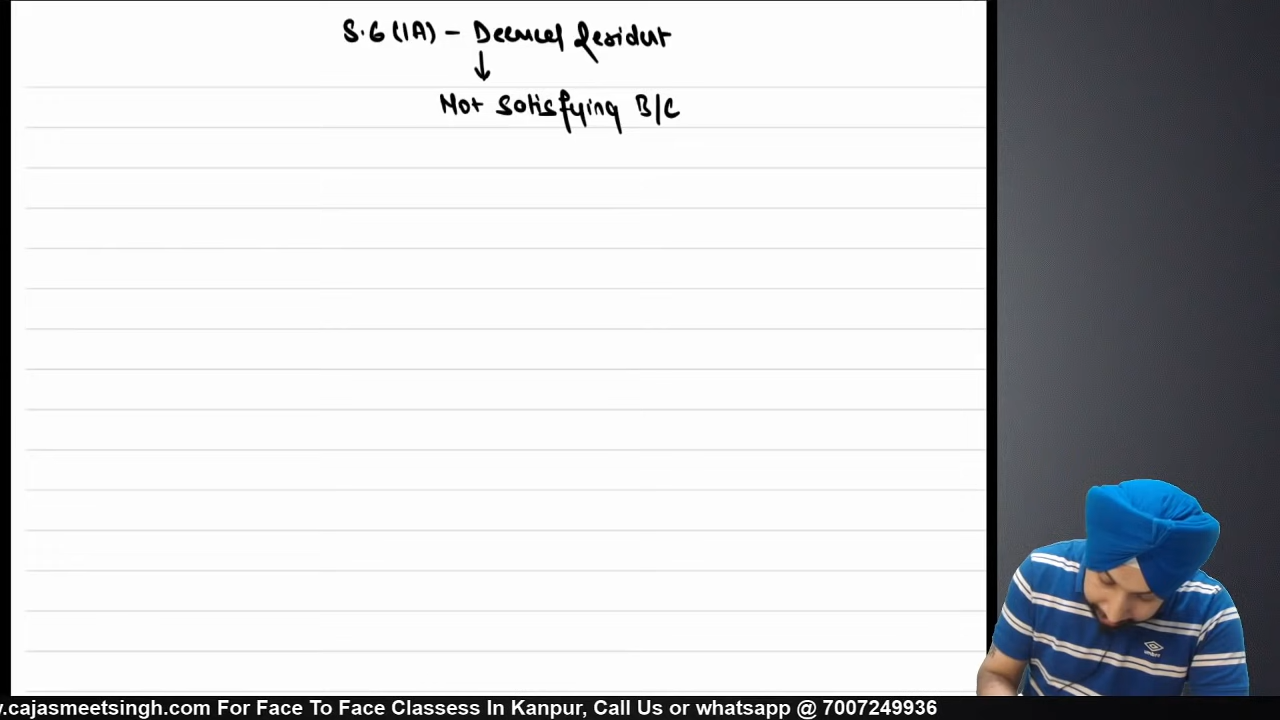 S.6(1A) - Deemed Resident
↓
Not Satisfying B/C
.cajasmeetsingh.com For Face To Face Classess In Kanpur, Call Us or whatsapp @ 7007249936